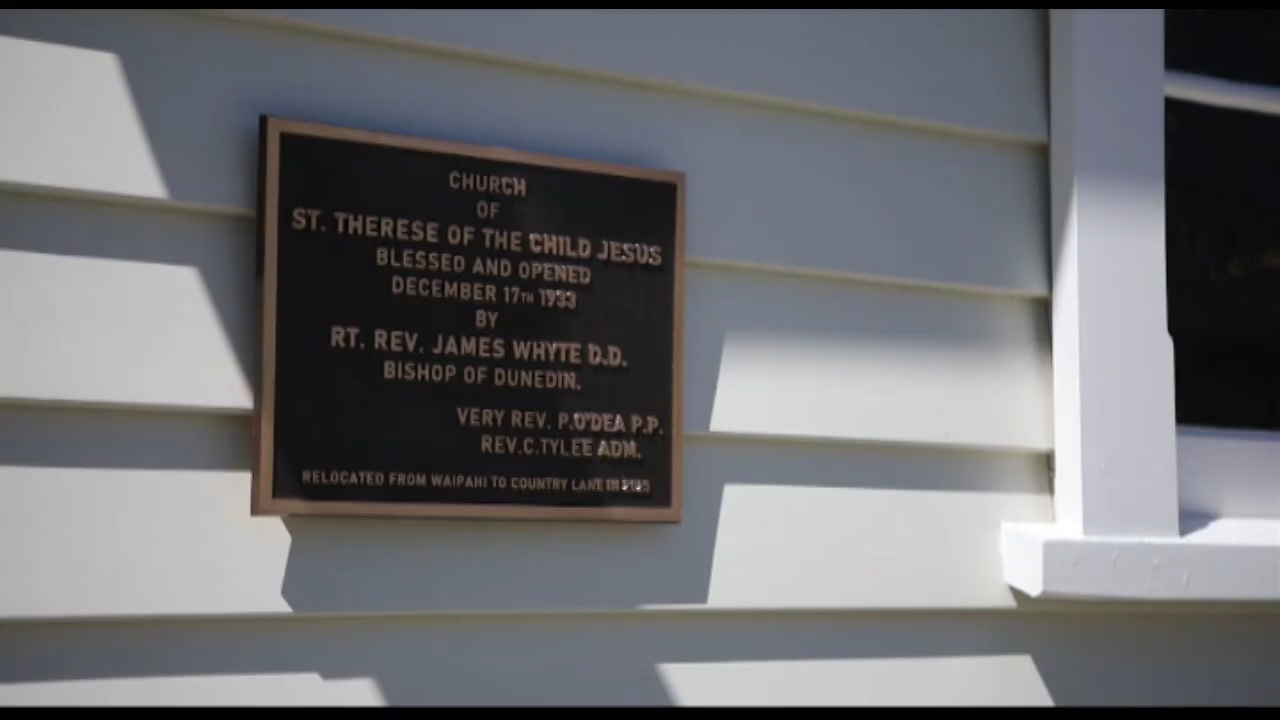 CHURCH
OF
ST. THERESE OF THE CHILD JESUS
BLESSED AND OPENED
DECEMBER 17TH 1933
BY
RT. REV. JAMES WHYTE D.D.
BISHOP OF DUNEDIN.
VERY REV. P.O'DEA P.P.
REV.C.TYLEE ADM.
RELOCATED FROM WAIPAHI TO COUNTRY LANE IN